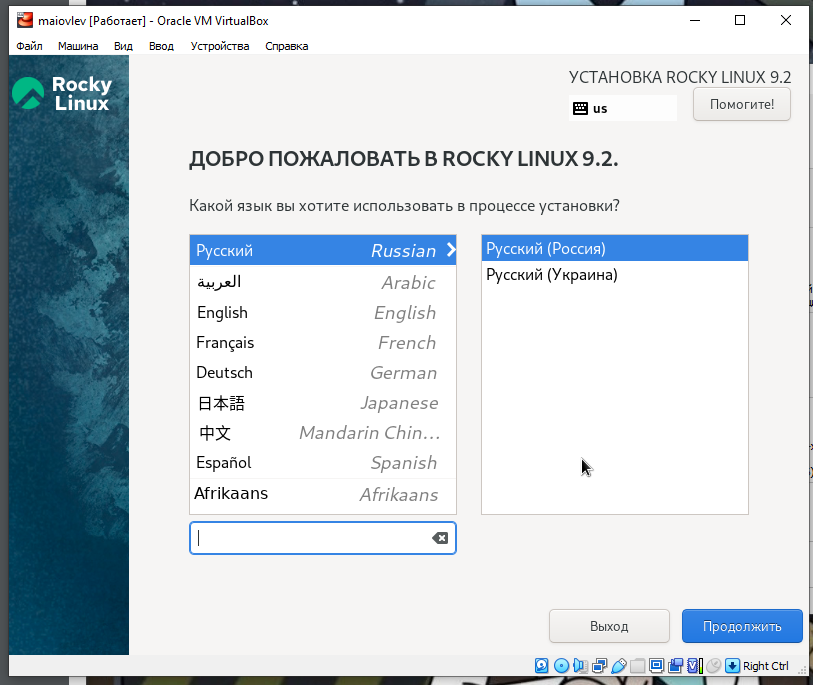 maiovlev [Работает] - Oracle VM VirtualBox
Файл Машина Вид Ввод Устройства Справка
Rocky
Linux
УСТАНОВКА ROCKY LINUX 9.2
us
Помогите!
ДОБРО ПОЖАЛОВАТЬ В ROCKY LINUX 9.2.
Какой язык вы хотите использовать в процессе установки?
Русский Russian
العربية Arabic
English English
Français French
Deutsch German
日本語 Japanese
中文 Mandarin Chin...
Español Spanish
Afrikaans Afrikaans
Русский (Россия)
Русский (Украина)
Выход
Продолжить
Right Ctrl